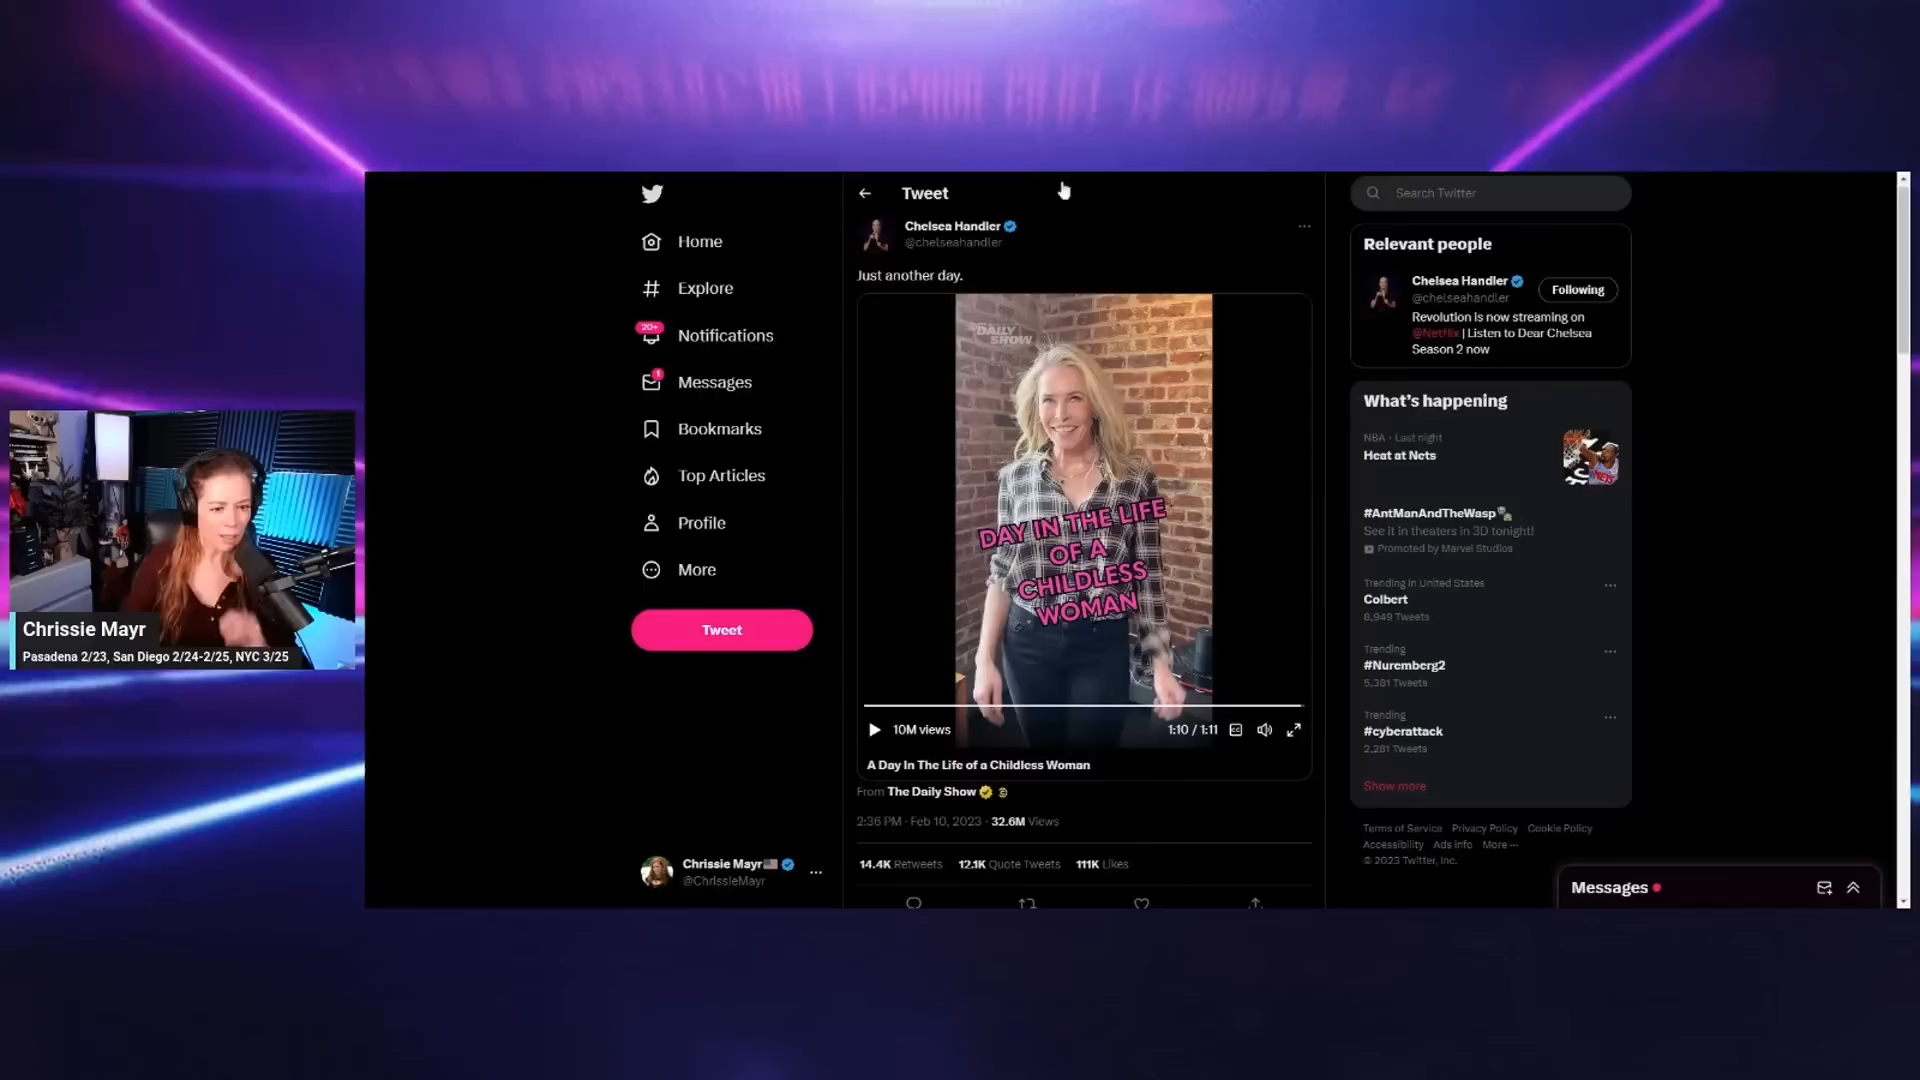 Home
Explore
20+
Notifications
1
Messages
Bookmarks
Top Articles
Profile
More
Tweet
Chrissie Mayr
@ChrissieMayr
Tweet
Chelsea Handler
@chelseahandler
Just another day.
THE DAILY
SHOW
DAY IN THE LIFE
OF A
CHILDLESS
WOMAN
10M views
1:10 / 1:11
A Day In The Life of a Childless Woman
From The Daily Show
2:36 PM · Feb 10, 2023 · 32.6M Views
14.4K Retweets 12.1K Quote Tweets 111K Likes
Search Twitter
Relevant people
Chelsea Handler
@chelseahandler
Following
Revolution is now streaming on
@Netflix | Listen to Dear Chelsea
Season 2 now
What's happening
NBA · Last night
Heat at Nets
#AntManAndTheWasp
See it in theaters in 3D tonight!
Promoted by Marvel Studios
Trending in United States
Colbert
8,949 Tweets
Trending
#Nuremberg2
5,381 Tweets
Trending
#cyberattack
2,281 Tweets
Show more
Terms of Service Privacy Policy Cookie Policy
Accessibility Ads info More ···
© 2023 Twitter, Inc.
Messages
Chrissie Mayr
Pasadena 2/23, San Diego 2/24-2/25, NYC 3/25